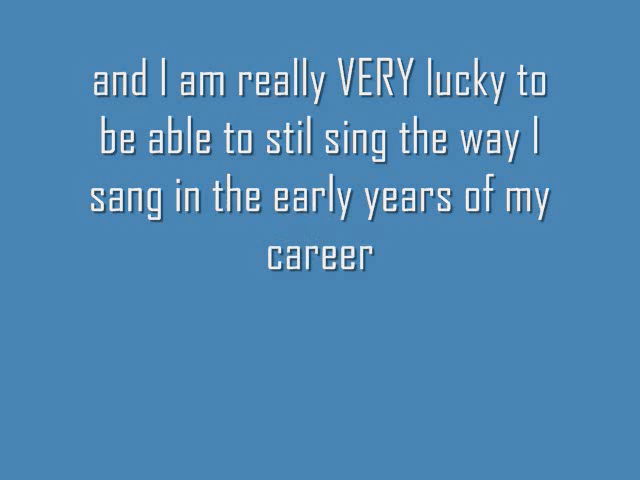 and I am really VERY lucky to
be able to stil sing the way I
sang in the early years of my
career